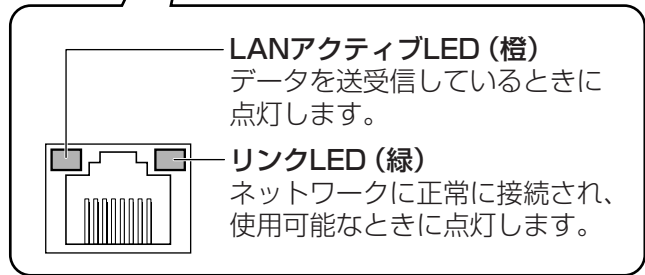 LANアクティブLED（橙）
データを送受信しているときに
点灯します。
リンクLED（緑）
ネットワークに正常に接続され、
使用可能なときに点灯します。